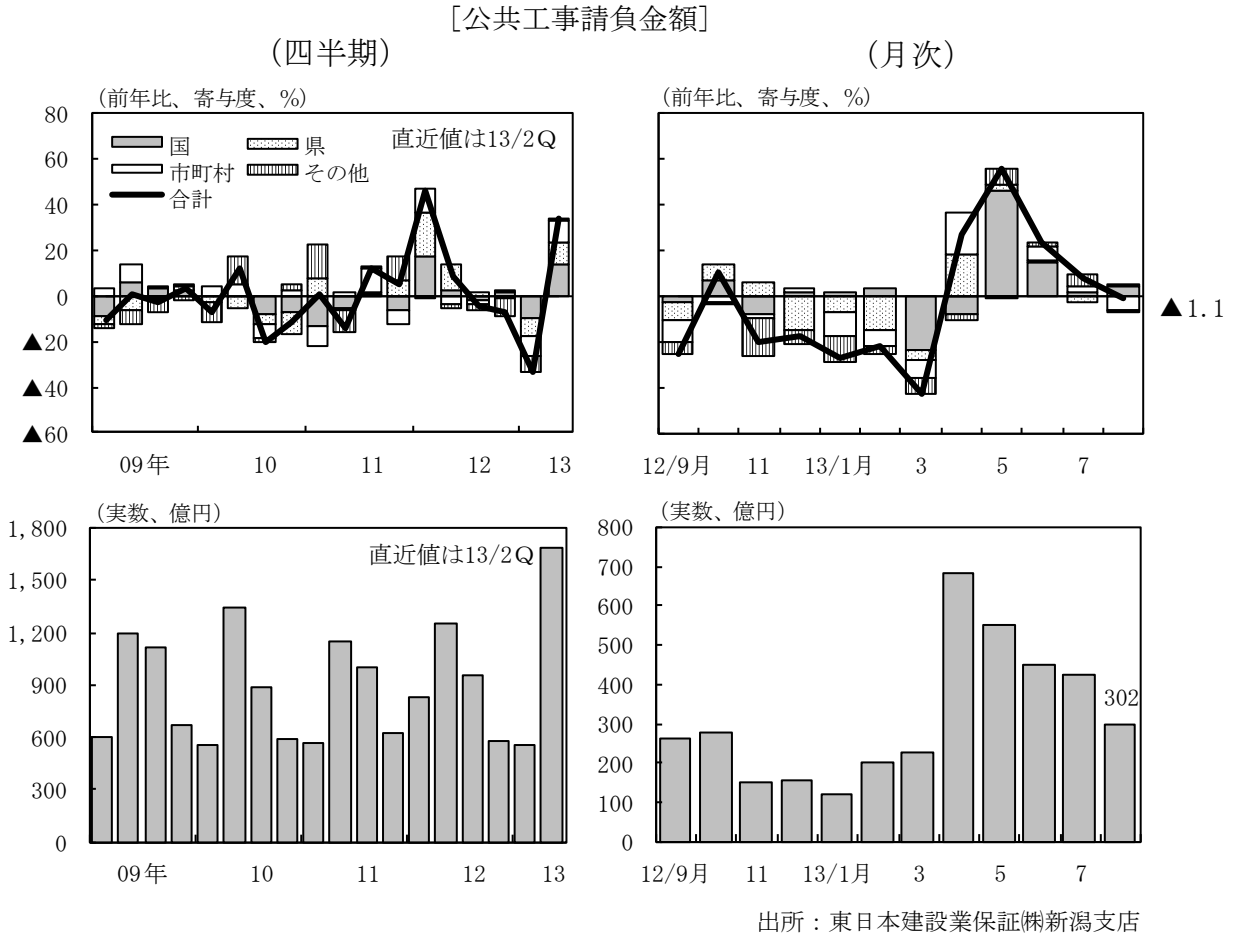 ［公共工事請負金額］
（四半期）
（月次）
（前年比、寄与度、％）
80
60
40
20
0
▲20
▲40
▲60
国
県
市町村
その他
合計
直近値は13/2Q
09年
10
11
12
13
（前年比、寄与度、％）
▲1.1
12/9月
11
13/1月
3
5
7
（実数、億円）
1,800
1,500
1,200
900
600
300
0
直近値は13/2Q
09年
10
11
12
13
（実数、億円）
800
700
600
500
400
300
200
100
0
302
12/9月
11
13/1月
3
5
7
出所：東日本建設業保証㈱新潟支店